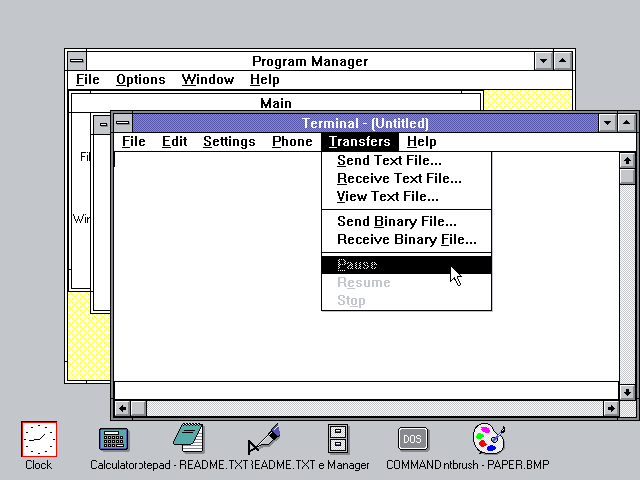 Program Manager
File Options Window Help
Main
Terminal - (Untitled)
File Edit Settings Phone Transfers Help
Send Text File...
Receive Text File...
View Text File...
Send Binary File...
Receive Binary File...
Pause
Resume
Stop
Fil
Win
DOS
Clock Calculator otepad - README.TXT README.TXT e Manager COMMAND ntbrush - PAPER.BMP